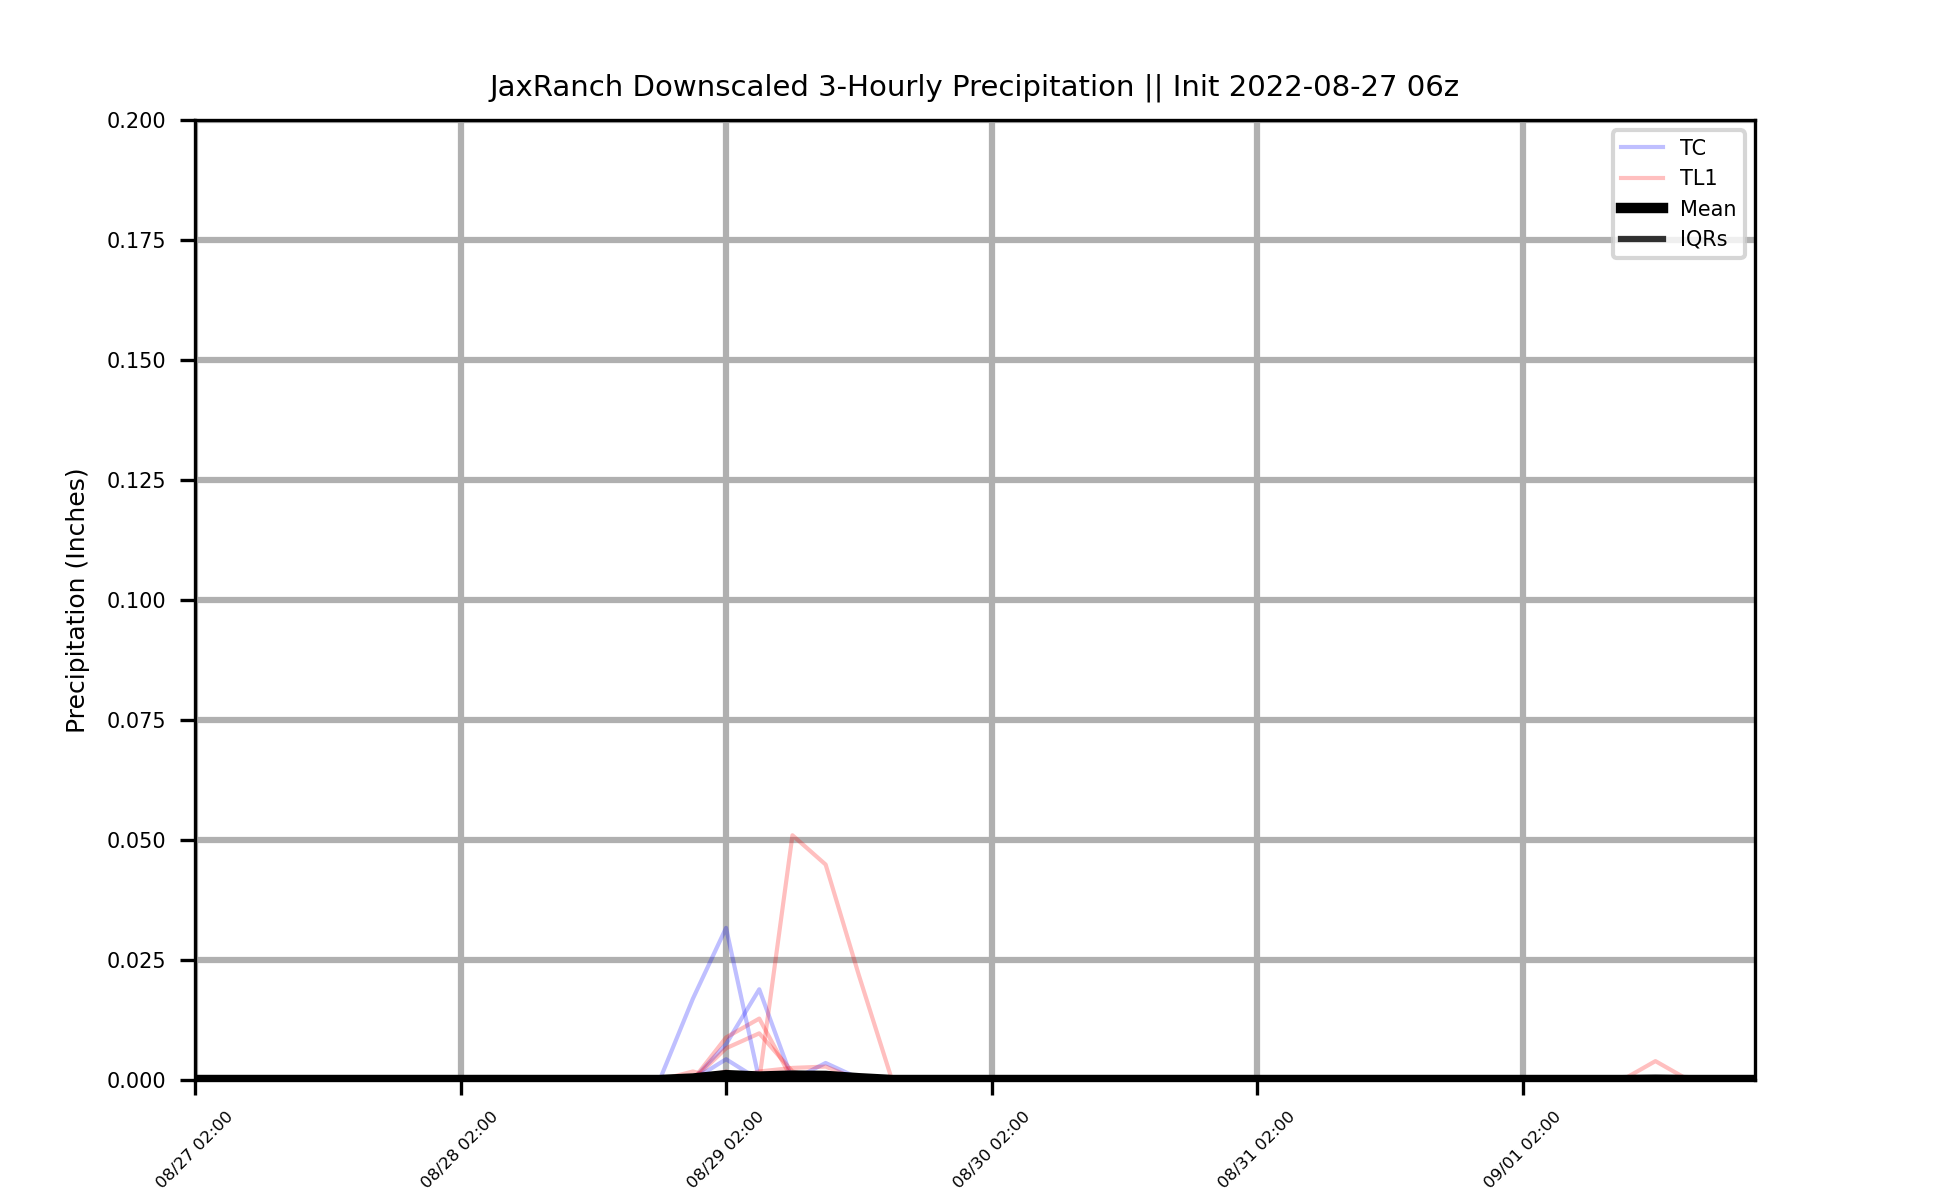 JaxRanch Downscaled 3-Hourly Precipitation || Init 2022-08-27 06z
Precipitation (Inches)
0.200
0.175
0.150
0.125
0.100
0.075
0.050
0.025
0.000
TC
TL1
Mean
IQRs
08/27 02:00
08/28 02:00
08/29 02:00
08/30 02:00
08/31 02:00
09/01 02:00